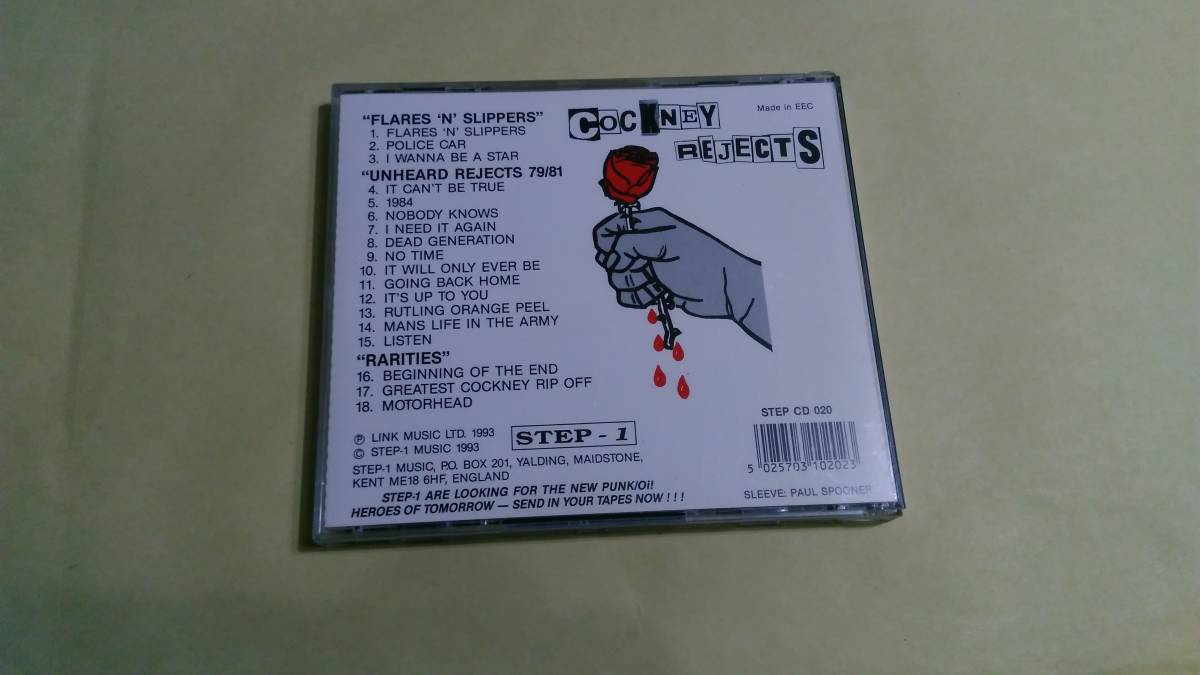 "FLARES 'N' SLIPPERS"
1. FLARES 'N' SLIPPERS
2. POLICE CAR
3. I WANNA BE A STAR
"UNHEARD REJECTS 79/81
4. IT CAN'T BE TRUE
5. 1984
6. NOBODY KNOWS
7. I NEED IT AGAIN
8. DEAD GENERATION
9. NO TIME
10. IT WILL ONLY EVER BE
11. GOING BACK HOME
12. IT'S UP TO YOU
13. RUTLING ORANGE PEEL
14. MANS LIFE IN THE ARMY
15. LISTEN
"RARITIES"
16. BEGINNING OF THE END
17. GREATEST COCKNEY RIP OFF
18. MOTORHEAD
℗ LINK MUSIC LTD. 1993
© STEP-1 MUSIC 1993
STEP-1
STEP-1 MUSIC, P.O. BOX 201, YALDING, MAIDSTONE,
KENT ME18 6HF, ENGLAND
STEP-1 ARE LOOKING FOR THE NEW PUNK/Oi!
HEROES OF TOMORROW — SEND IN YOUR TAPES NOW ! ! !
COCKNEY
REJECTS
Made in EEC
STEP CD 020
5 025703 102023
SLEEVE: PAUL SPOONER